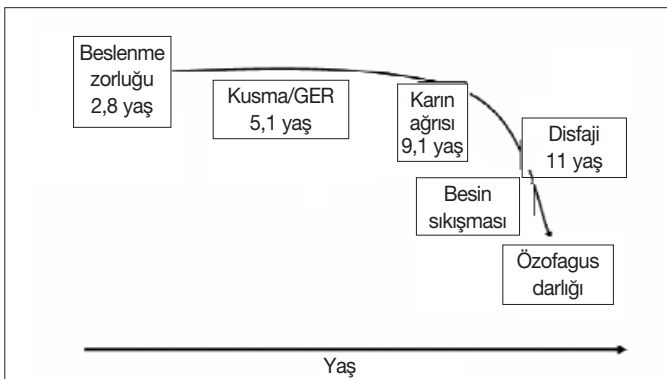 Beslenme
zorluğu
2,8 yaş
Kusma/GER
5,1 yaş
Karın
ağrısı
9,1 yaş
Disfaji
11 yaş
Besin
sıkışması
Özofagus
darlığı
Yaş